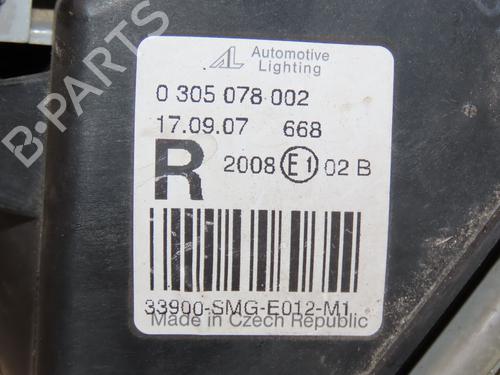 B-PARTS
AL Automotive
Lighting
0 305 078 002
17.09.07 668
R 2008 E1 02 B
33900-SMG-E012-M1
Made in Czech Republic